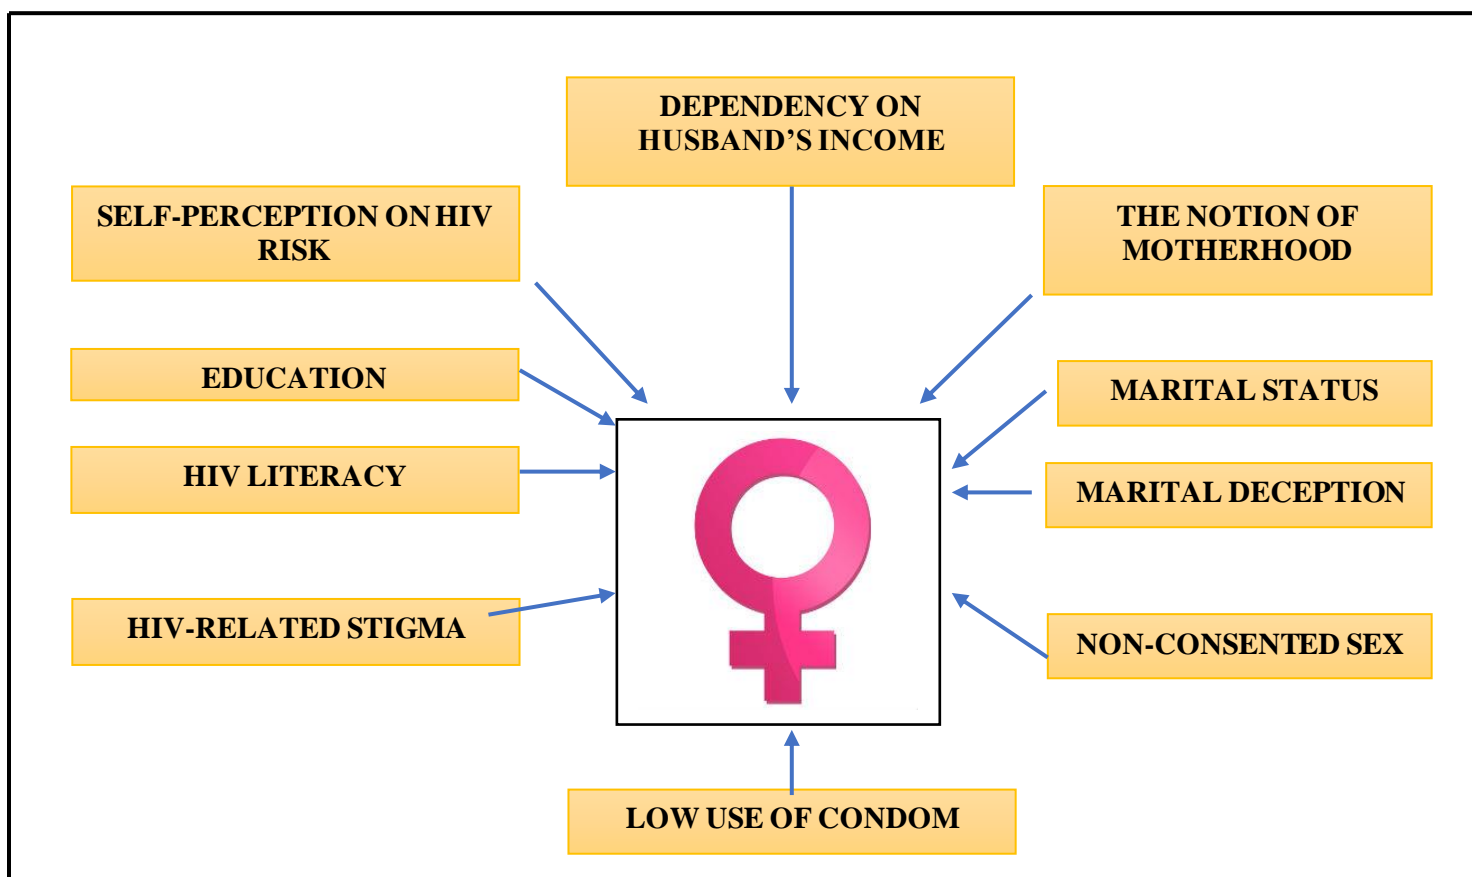 DEPENDENCY ON
HUSBAND’S INCOME
SELF-PERCEPTION ON HIV
RISK
THE NOTION OF
MOTHERHOOD
EDUCATION
MARITAL STATUS
HIV LITERACY
MARITAL DECEPTION
HIV-RELATED STIGMA
NON-CONSENTED SEX
LOW USE OF CONDOM